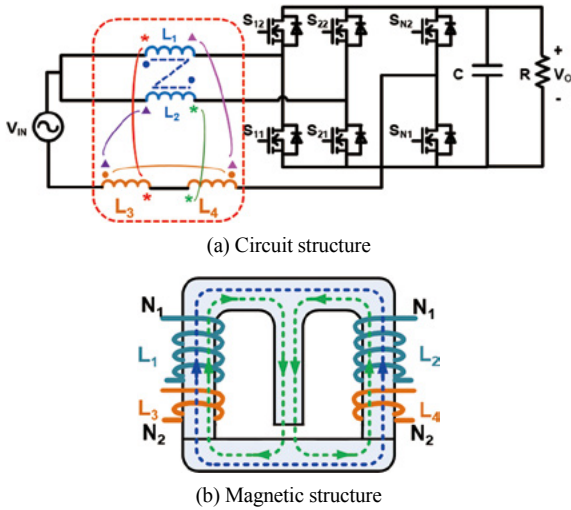 S12 S22 SN2
L1
L2
C R + VO -
VIN
S11 S21 SN1
L3 L4
(a) Circuit structure
N1 N1
L1 L2
L3 L4
N2 N2
(b) Magnetic structure